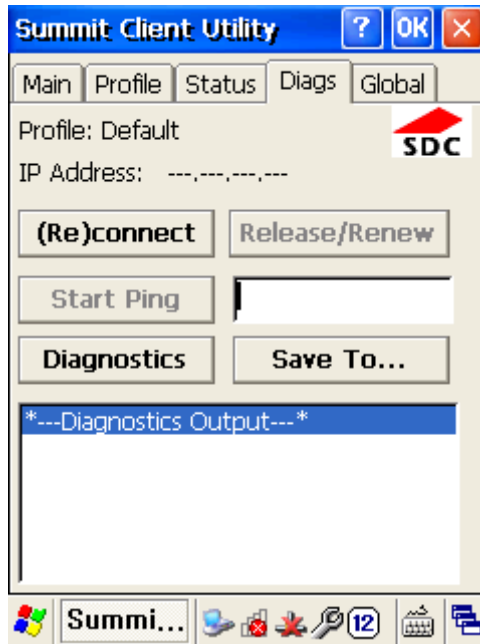 Summit Client Utility ? OK ×
Main Profile Status Diags Global
Profile: Default
SDC
IP Address: ---.---.---.---
(Re)connect Release/Renew
Start Ping
Diagnostics Save To...
*---Diagnostics Output---*
Summi... 12